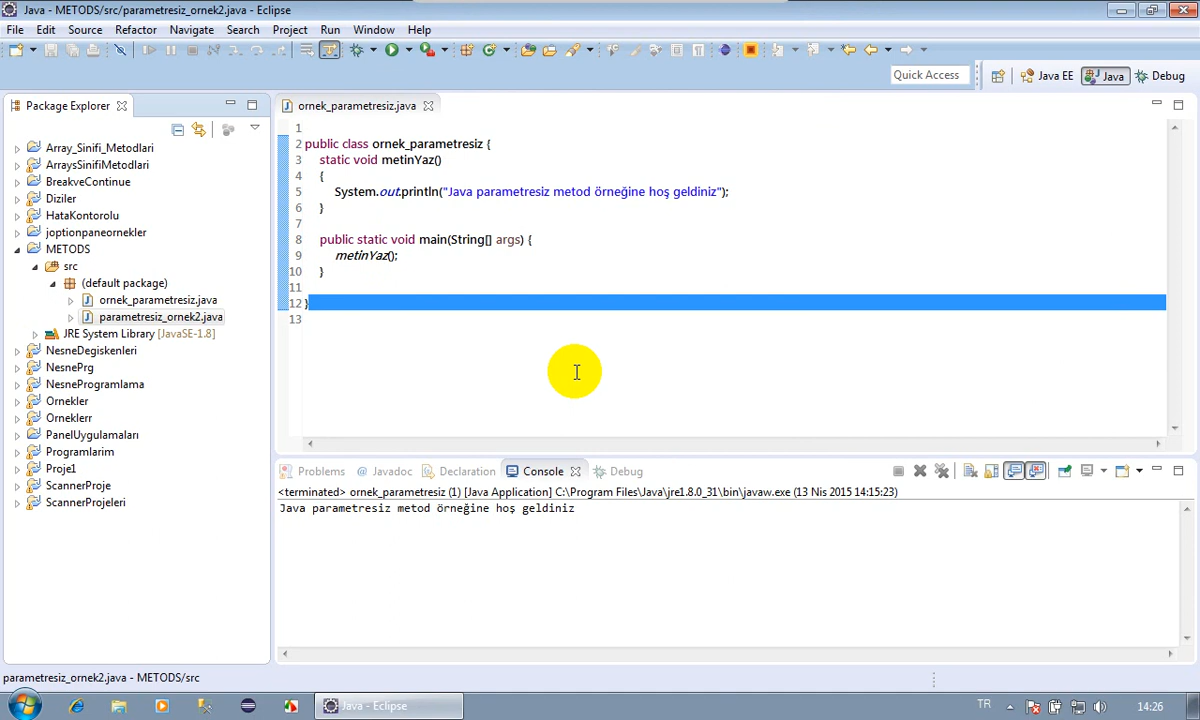 Java - METODS/src/parametresiz_ornek2.java - Eclipse
File Edit Source Refactor Navigate Search Project Run Window Help
Quick Access
Java EE
Java
Debug
Package Explorer
ornek_parametresiz.java
Array_Sinifi_Metodlari
ArraysSinifiMetodlari
BreakveContinue
Diziler
HataKontorolu
joptionpaneornekler
METODS
src
(default package)
ornek_parametresiz.java
parametresiz_ornek2.java
JRE System Library [JavaSE-1.8]
NesneDegiskenleri
NesnePrg
NesneProgramlama
Ornekler
Orneklerr
PanelUygulamaları
Programlarim
Proje1
ScannerProje
ScannerProjeleri
1
2 public class ornek_parametresiz {
3 static void metinYaz()
4 {
5 System.out.println("Java parametresiz metod örneğine hoş geldiniz");
6 }
7
8 public static void main(String[] args) {
9 metinYaz();
10 }
11
12 }
13
Problems @ Javadoc Declaration Console Debug
<terminated> ornek_parametresiz (1) [Java Application] C:\Program Files\Java\jre1.8.0_31\bin\javaw.exe (13 Nis 2015 14:15:23)
Java parametresiz metod örneğine hoş geldiniz
parametresiz_ornek2.java - METODS/src
Java - Eclipse
TR
14:26